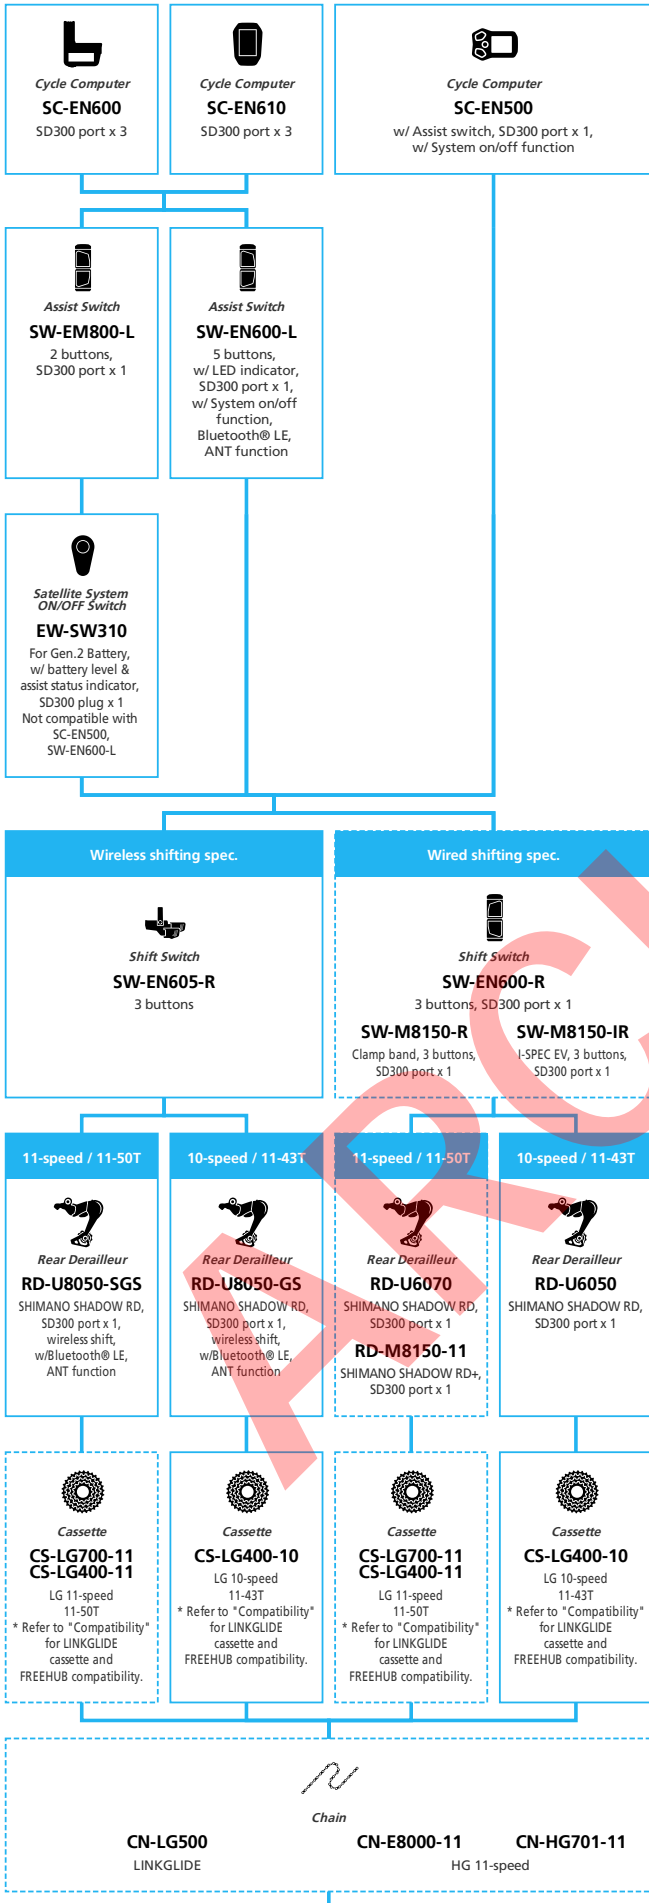 Cycle Computer
SC-EN600
SD300 port x 3
Cycle Computer
SC-EN610
SD300 port x 3
Cycle Computer
SC-EN500
w/ Assist switch, SD300 port x 1,
w/ System on/off function
Assist Switch
SW-EM800-L
2 buttons,
SD300 port x 1
Assist Switch
SW-EN600-L
5 buttons,
w/ LED indicator,
SD300 port x 1,
w/ System on/off
function,
Bluetooth® LE,
ANT function
Satellite System
ON/OFF Switch
EW-SW310
For Gen.2 Battery,
w/ battery level &
assist status indicator,
SD300 plug x 1
Not compatible with
SC-EN500,
SW-EN600-L
Wireless shifting spec.
Shift Switch
SW-EN605-R
3 buttons
Wired shifting spec.
Shift Switch
SW-EN600-R
3 buttons, SD300 port x 1
SW-M8150-R
Clamp band, 3 buttons,
SD300 port x 1
SW-M8150-IR
I-SPEC EV, 3 buttons,
SD300 port x 1
11-speed / 11-50T
Rear Derailleur
RD-U8050-SGS
SHIMANO SHADOW RD,
SD300 port x 1,
wireless shift,
w/Bluetooth® LE,
ANT function
10-speed / 11-43T
Rear Derailleur
RD-U8050-GS
SHIMANO SHADOW RD,
SD300 port x 1,
wireless shift,
w/Bluetooth® LE,
ANT function
11-speed / 11-50T
Rear Derailleur
RD-U6070
SHIMANO SHADOW RD,
SD300 port x 1
RD-M8150-11
SHIMANO SHADOW RD+,
SD300 port x 1
10-speed / 11-43T
Rear Derailleur
RD-U6050
SHIMANO SHADOW RD,
SD300 port x 1
Cassette
CS-LG700-11
CS-LG400-11
LG 11-speed
11-50T
* Refer to "Compatibility"
for LINKGLIDE
cassette and
FREEHUB compatibility.
Cassette
CS-LG400-10
LG 10-speed
11-43T
* Refer to "Compatibility"
for LINKGLIDE
cassette and
FREEHUB compatibility.
Cassette
CS-LG700-11
CS-LG400-11
LG 11-speed
11-50T
* Refer to "Compatibility"
for LINKGLIDE
cassette and
FREEHUB compatibility.
Cassette
CS-LG400-10
LG 10-speed
11-43T
* Refer to "Compatibility"
for LINKGLIDE
cassette and
FREEHUB compatibility.
Chain
CN-LG500
LINKGLIDE
CN-E8000-11 CN-HG701-11
HG 11-speed
ARC